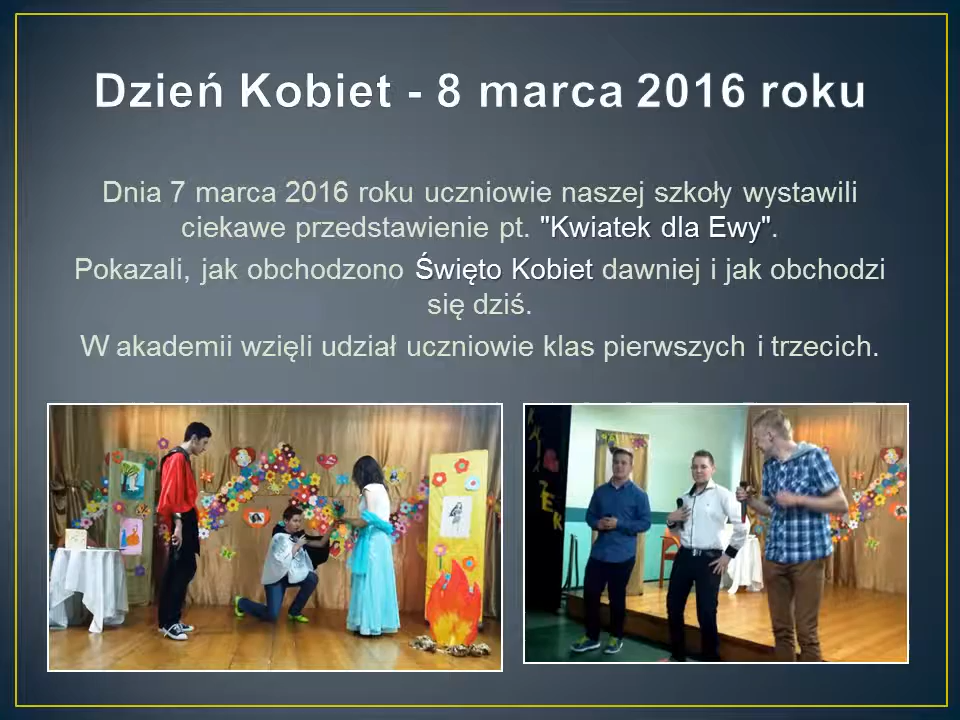 Dzień Kobiet - 8 marca 2016 roku
Dnia 7 marca 2016 roku uczniowie naszej szkoły wystawili
ciekawe przedstawienie pt. "Kwiatek dla Ewy".
Pokazali, jak obchodzono Święto Kobiet dawniej i jak obchodzi
się dziś.
W akademii wzięli udział uczniowie klas pierwszych i trzecich.